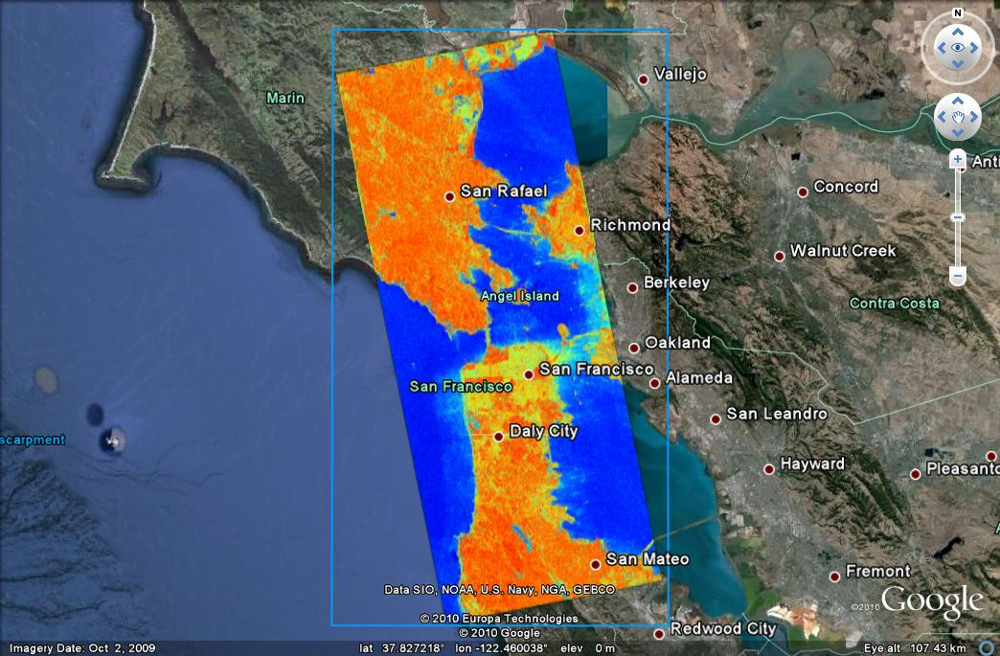 N
Vallejo
Marin
Anti
Concord
San Rafael
Richmond
Walnut Creek
Berkeley
Angel Island
Contra Costa
Oakland
San Francisco
Alameda
San Francisco
San Leandro
Daly City
scarpment
Hayward
Pleasanto
San Mateo
Fremont
Data SIO, NOAA, U.S. Navy, NGA, GEBCO
©2010 Google
© 2010 Europa Technologies
© 2010 Google
Redwood City
Imagery Date: Oct 2, 2009
lat 37.827218° lon -122.460038° elev 0 m
Eye alt 107.43 km